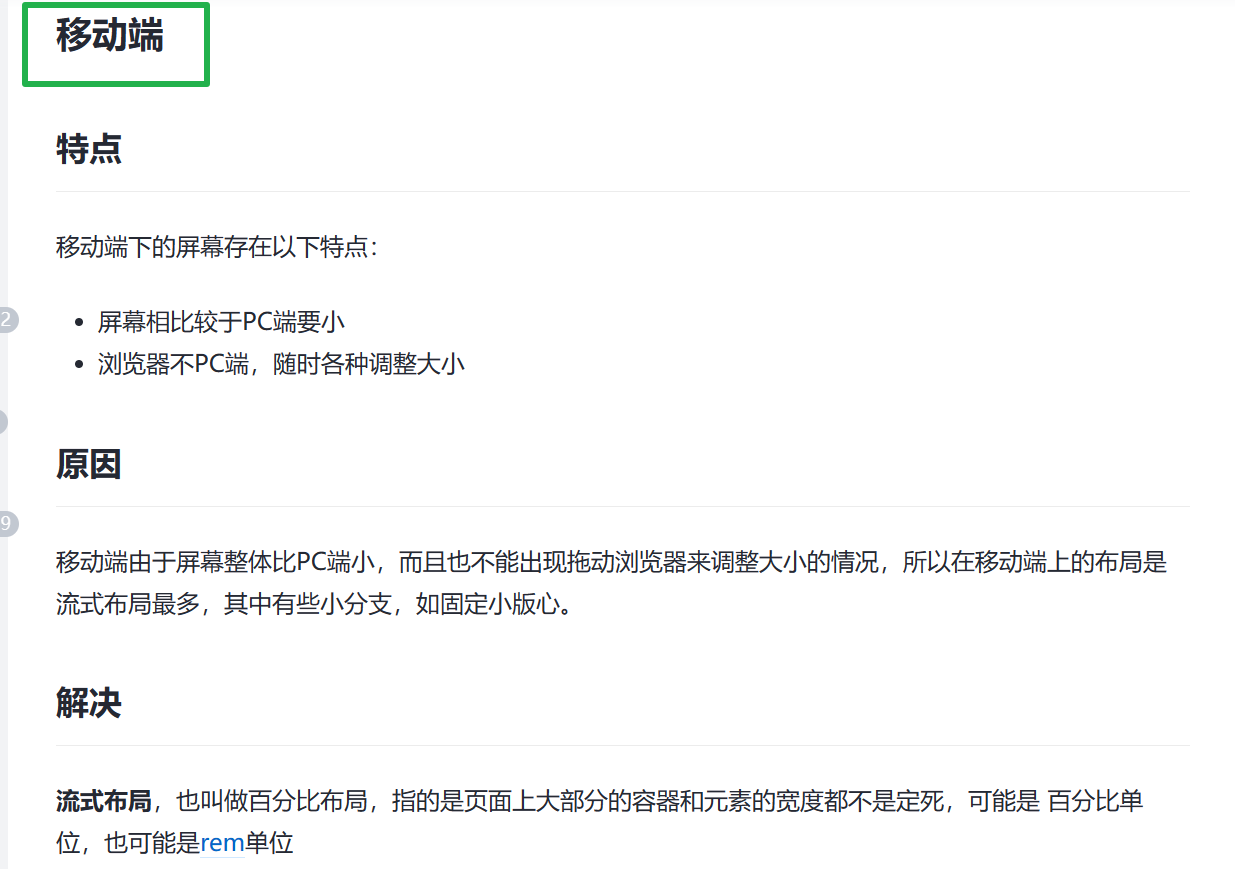 移动端
特点
移动端下的屏幕存在以下特点：
2
屏幕相比较于PC端要小
浏览器不PC端，随时各种调整大小
原因
9
移动端由于屏幕整体比PC端小，而且也不能出现拖动浏览器来调整大小的情况，所以在移动端上的布局是
流式布局最多，其中有些小分支，如固定小版心。
解决
流式布局，也叫做百分比布局，指的是页面上大部分的容器和元素的宽度都不是定死，可能是 百分比单
位，也可能是rem单位